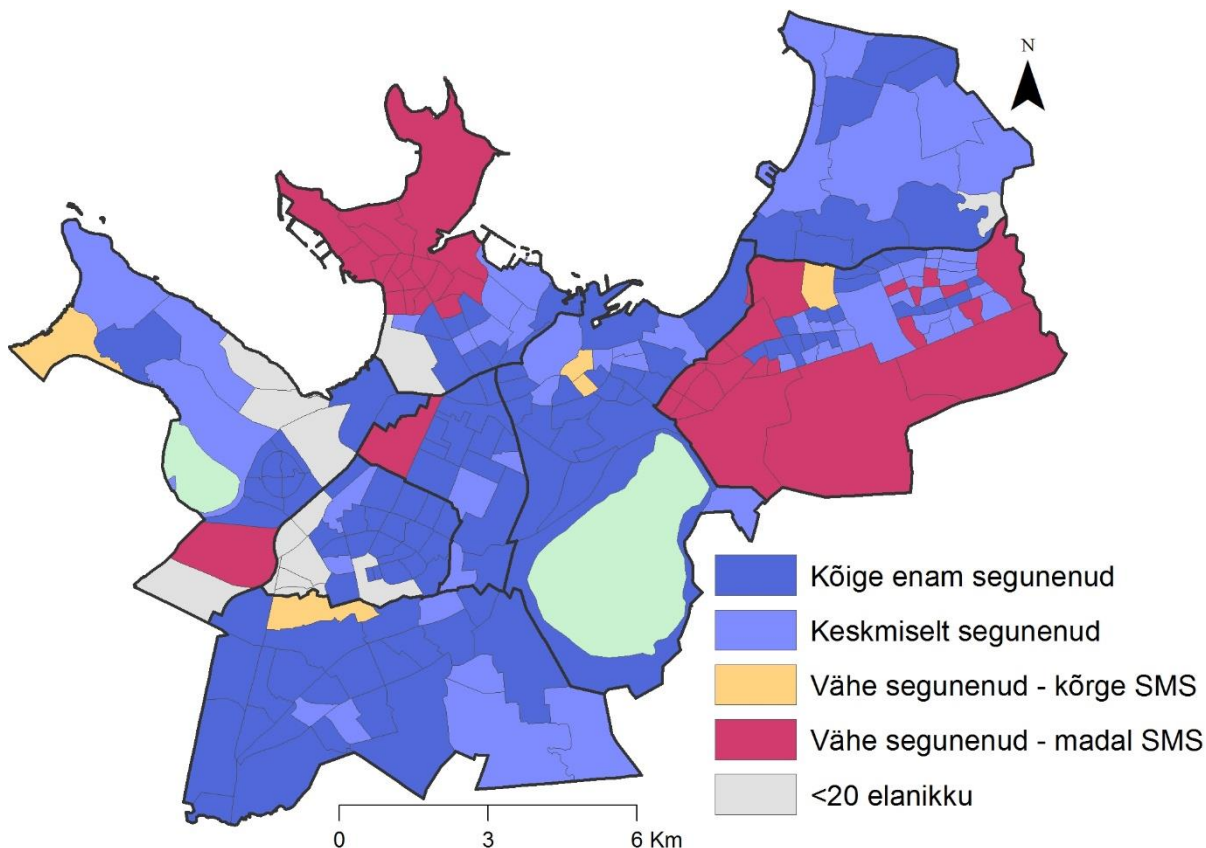 N
Kõige enam segunenud
Keskmiselt segunenud
Vähe segunenud - kõrge SMS
Vähe segunenud - madal SMS
<20 elanikku
0 3 6 Km